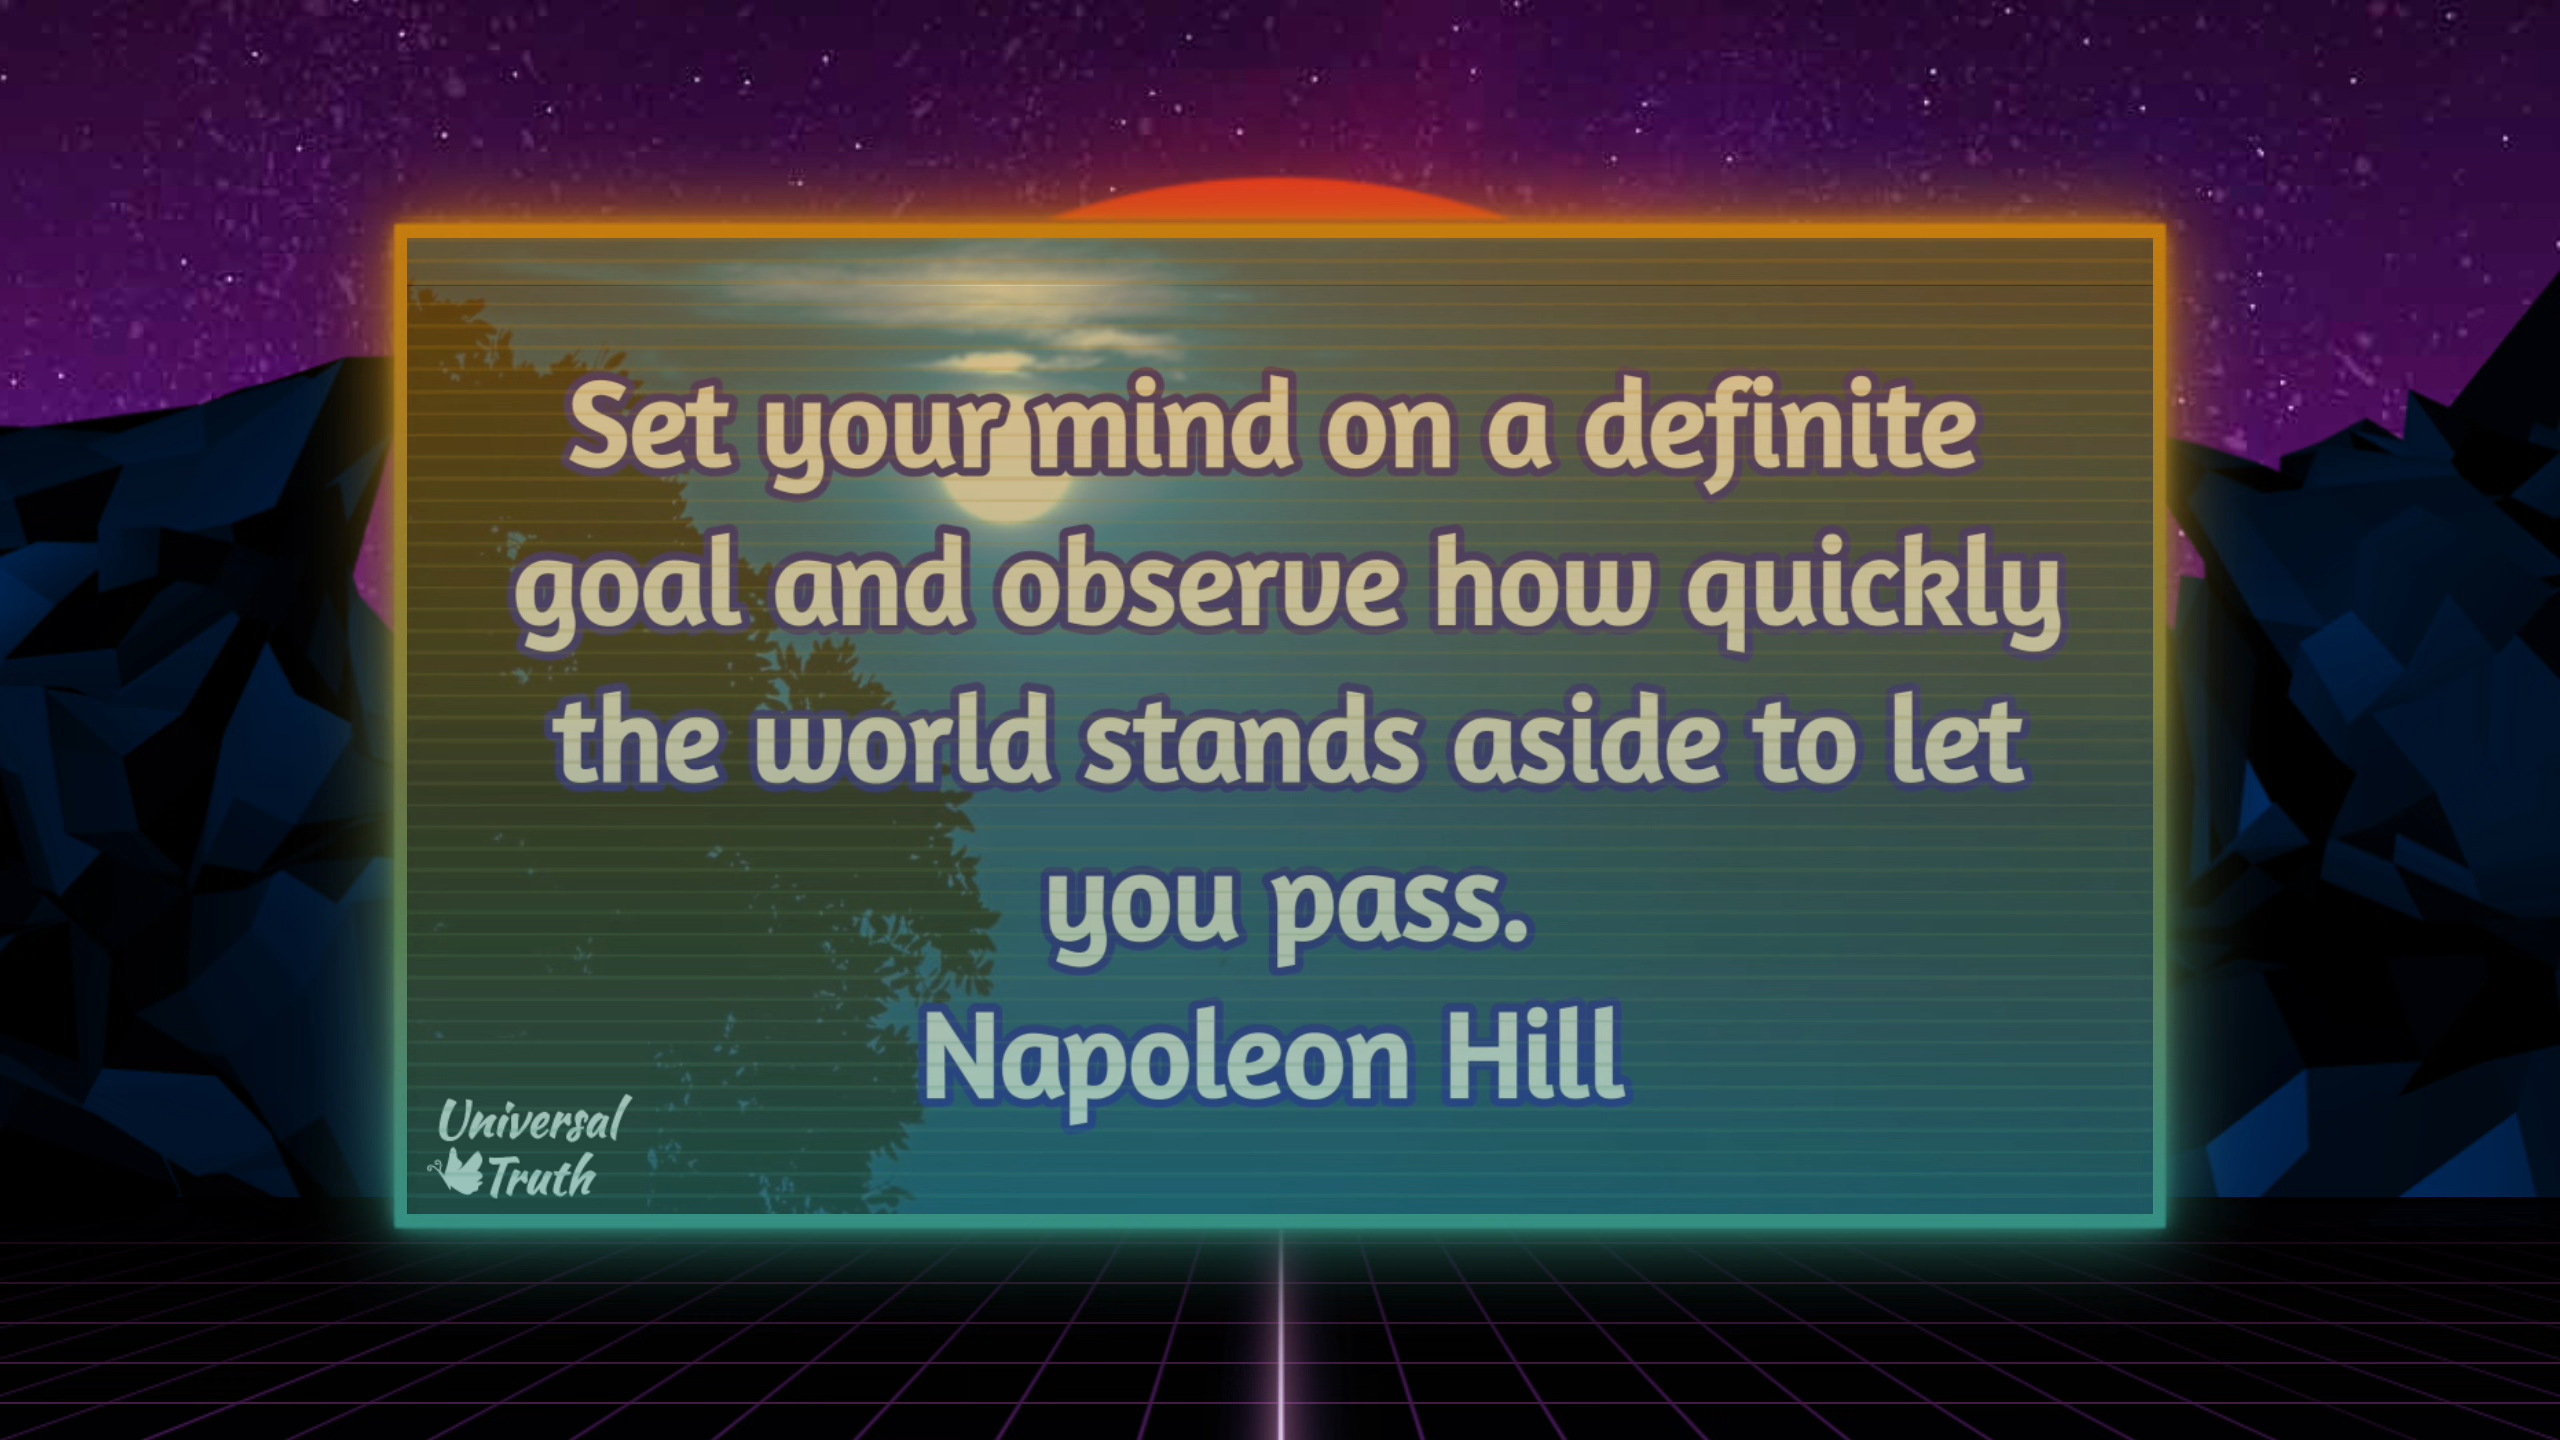 Set your mind on a definite
goal and observe how quickly
the world stands aside to let
you pass.
Napoleon Hill
Universal
Truth